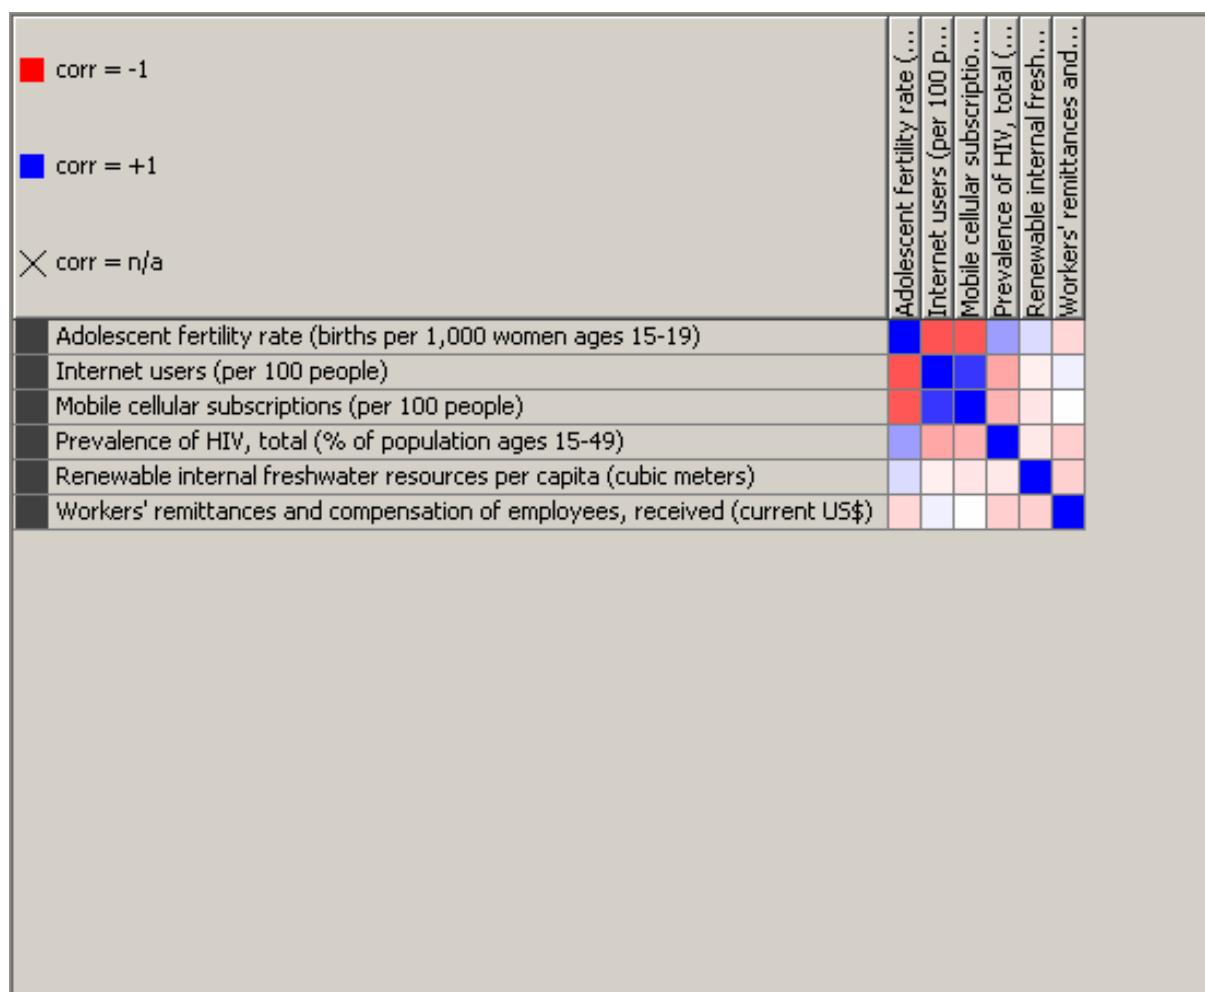 corr = -1
corr = +1
corr = n/a
Adolescent fertility rate (...
Internet users (per 100 p...
Mobile cellular subscriptio...
Prevalence of HIV, total (...
Renewable internal fresh...
Workers' remittances and...
Adolescent fertility rate (births per 1,000 women ages 15-19)
Internet users (per 100 people)
Mobile cellular subscriptions (per 100 people)
Prevalence of HIV, total (% of population ages 15-49)
Renewable internal freshwater resources per capita (cubic meters)
Workers' remittances and compensation of employees, received (current US$)